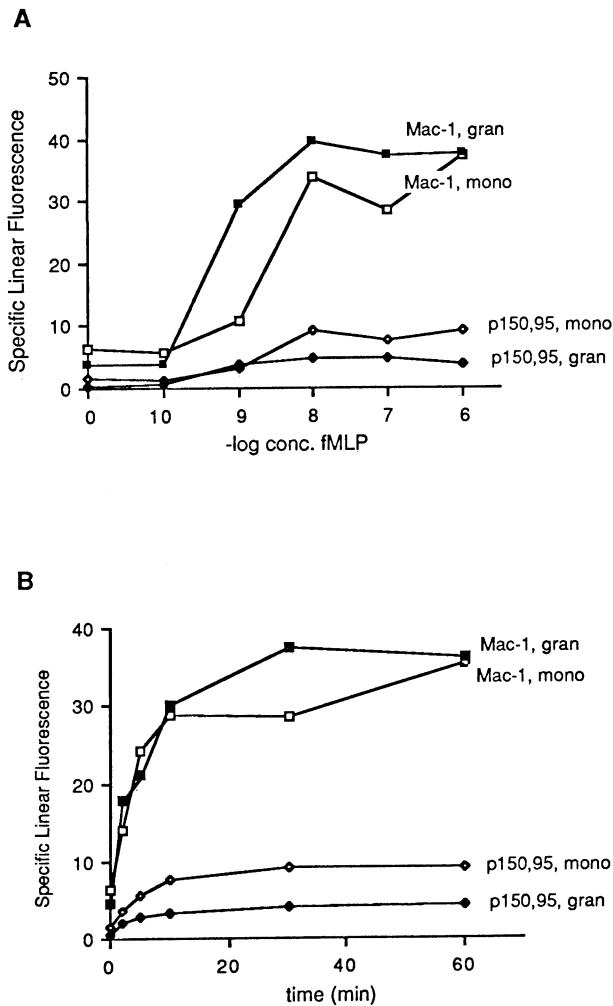 A
50
40
30
20
10
0
Specific Linear Fluorescence
Mac-1, gran
Mac-1, mono
p150,95, mono
p150,95, gran
0 10 9 8 7 6
-log conc. fMLP
B
40
30
20
10
0
Specific Linear Fluorescence
Mac-1, gran
Mac-1, mono
p150,95, mono
p150,95, gran
0 20 40 60
time (min)